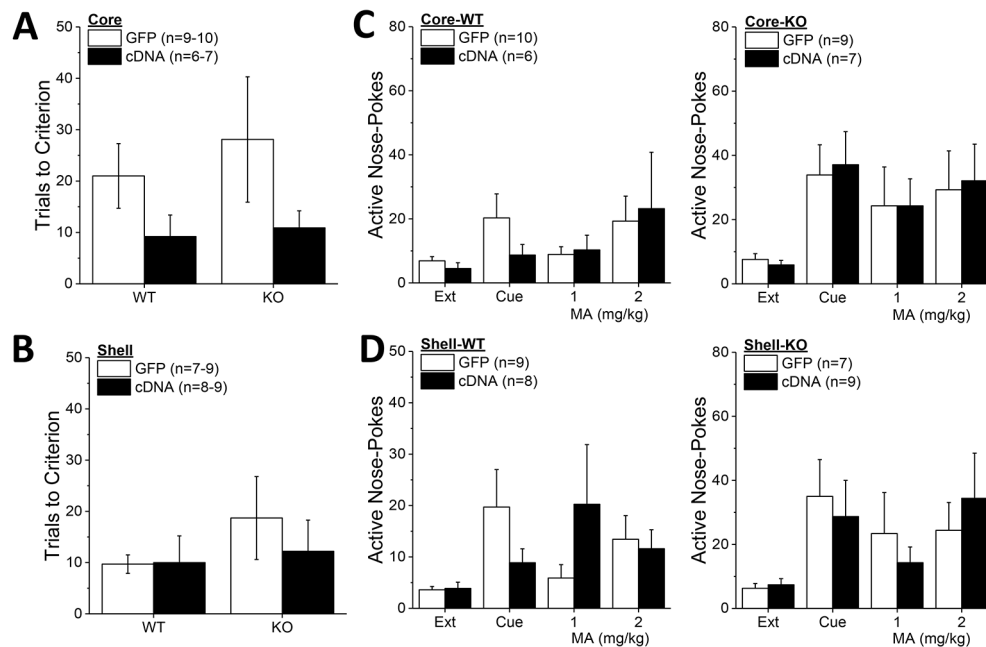 A
Core
GFP (n=9-10)
cDNA (n=6-7)
Trials to Criterion
50
40
30
20
10
0
WT
KO
B
Shell
GFP (n=7-9)
cDNA (n=8-9)
Trials to Criterion
50
40
30
20
10
0
WT
KO
C
Core-WT
GFP (n=10)
cDNA (n=6)
Active Nose-Pokes
80
60
40
20
0
Ext
Cue
1
2
MA (mg/kg)
Core-KO
GFP (n=9)
cDNA (n=7)
Active Nose-Pokes
80
60
40
20
0
Ext
Cue
1
2
MA (mg/kg)
D
Shell-WT
GFP (n=9)
cDNA (n=8)
Active Nose-Pokes
50
40
30
20
10
0
Ext
Cue
1
2
MA (mg/kg)
Shell-KO
GFP (n=7)
cDNA (n=9)
Active Nose-Pokes
80
60
40
20
0
Ext
Cue
1
2
MA (mg/kg)